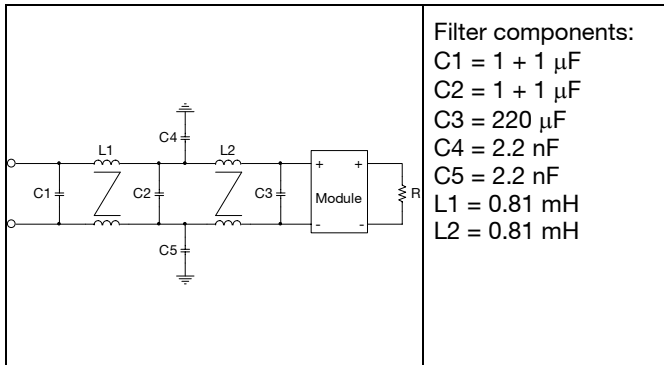 Filter components:
C1 = 1 + 1 μF
C2 = 1 + 1 μF
C3 = 220 μF
C4 = 2.2 nF
C5 = 2.2 nF
L1 = 0.81 mH
L2 = 0.81 mH
C4
L1
L2
+ +
C1
C2
C3
Module
R
- -
C5